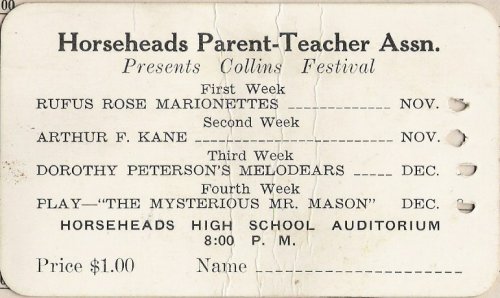 00
Horseheads Parent-Teacher Assn.
Presents Collins Festival
First Week
RUFUS ROSE MARIONETTES ____________ NOV.
Second Week
ARTHUR F. KANE ____________________ NOV.
Third Week
DOROTHY PETERSON'S MELODEARS _____ DEC.
Fourth Week
PLAY—"THE MYSTERIOUS MR. MASON" DEC.
HORSEHEADS HIGH SCHOOL AUDITORIUM
8:00 P. M.
Price $1.00 Name ____________________